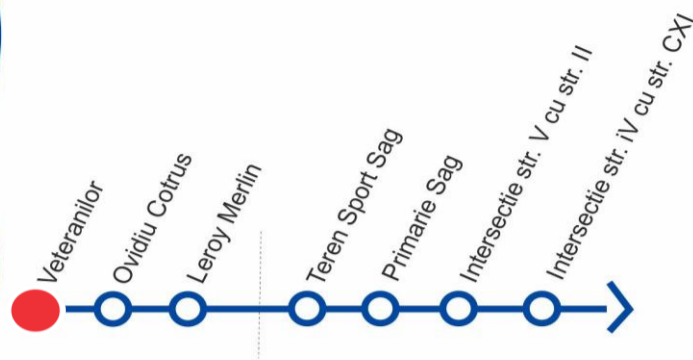 Veteranilor
Ovidiu Cotrus
Leroy Merlin
Teren Sport Sag
Primarie Sag
Intersectie str. V cu str. II
Intersectie str. iV cu str. CXI